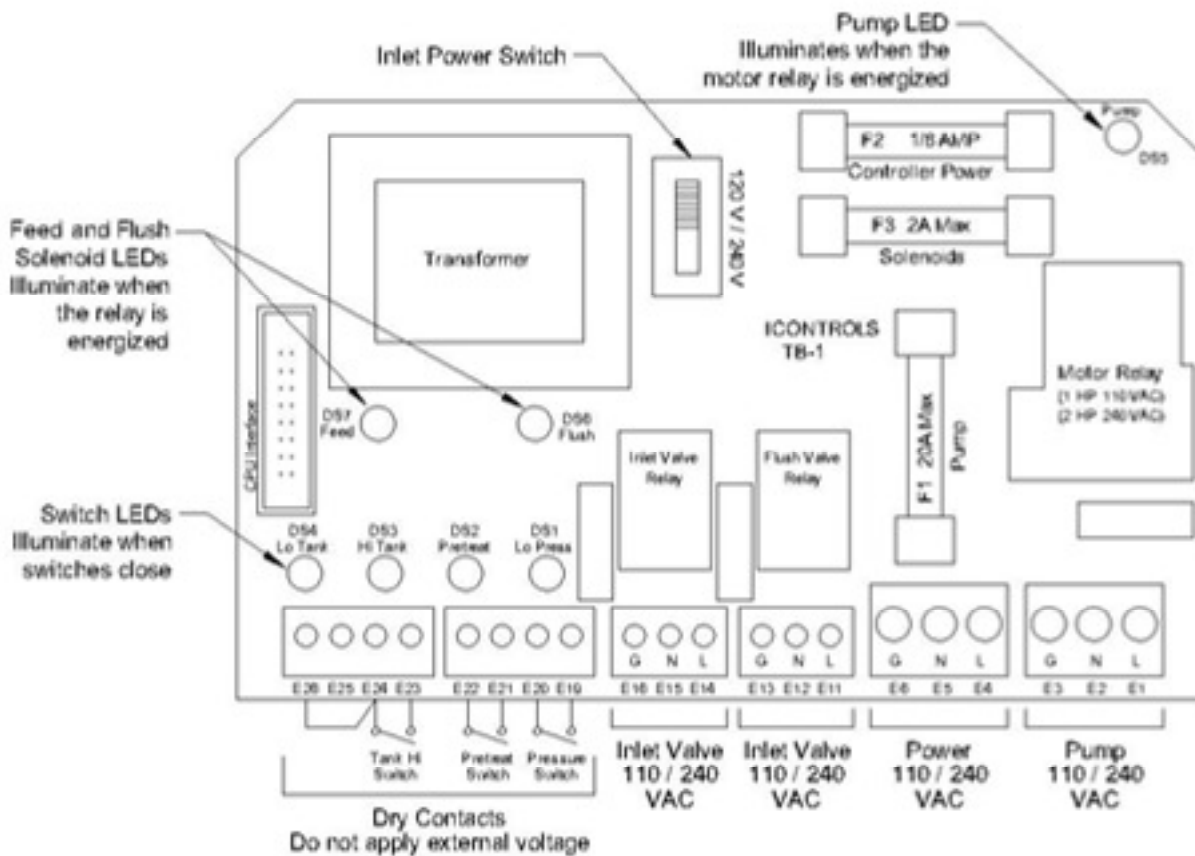 Pump LED
Illuminates when the
motor relay is energized
Inlet Power Switch
Pump
DS5
F2 1/8 AMP
Controller Power
F3 2A Max
Solenoids
120 V / 240 V
Transformer
Feed and Flush
Solenoid LEDs
Illuminate when
the relay is
energized
ICONTROLS
TB-1
Motor Relay
(1 HP 110 VAC)
(2 HP 240 VAC)
F1 20A Max
Pump
CPU Interface
DS7
Feed
DS6
Flush
Inlet Valve
Relay
Flush Valve
Relay
Switch LEDs
Illuminate when
switches close
DS4
Lo Tank
DS3
Hi Tank
DS2
Pretreat
DS1
Lo Press
G N L
G N L
G N L
G N L
E26 E25 E24 E23
E22 E21 E20 E19
E16 E15 E14
E13 E12 E11
E6 E5 E4
E3 E2 E1
Tank Hi
Switch
Pretreat
Switch
Pressure
Switch
Inlet Valve
110 / 240
VAC
Inlet Valve
110 / 240
VAC
Power
110 / 240
VAC
Pump
110 / 240
VAC
Dry Contacts
Do not apply external voltage